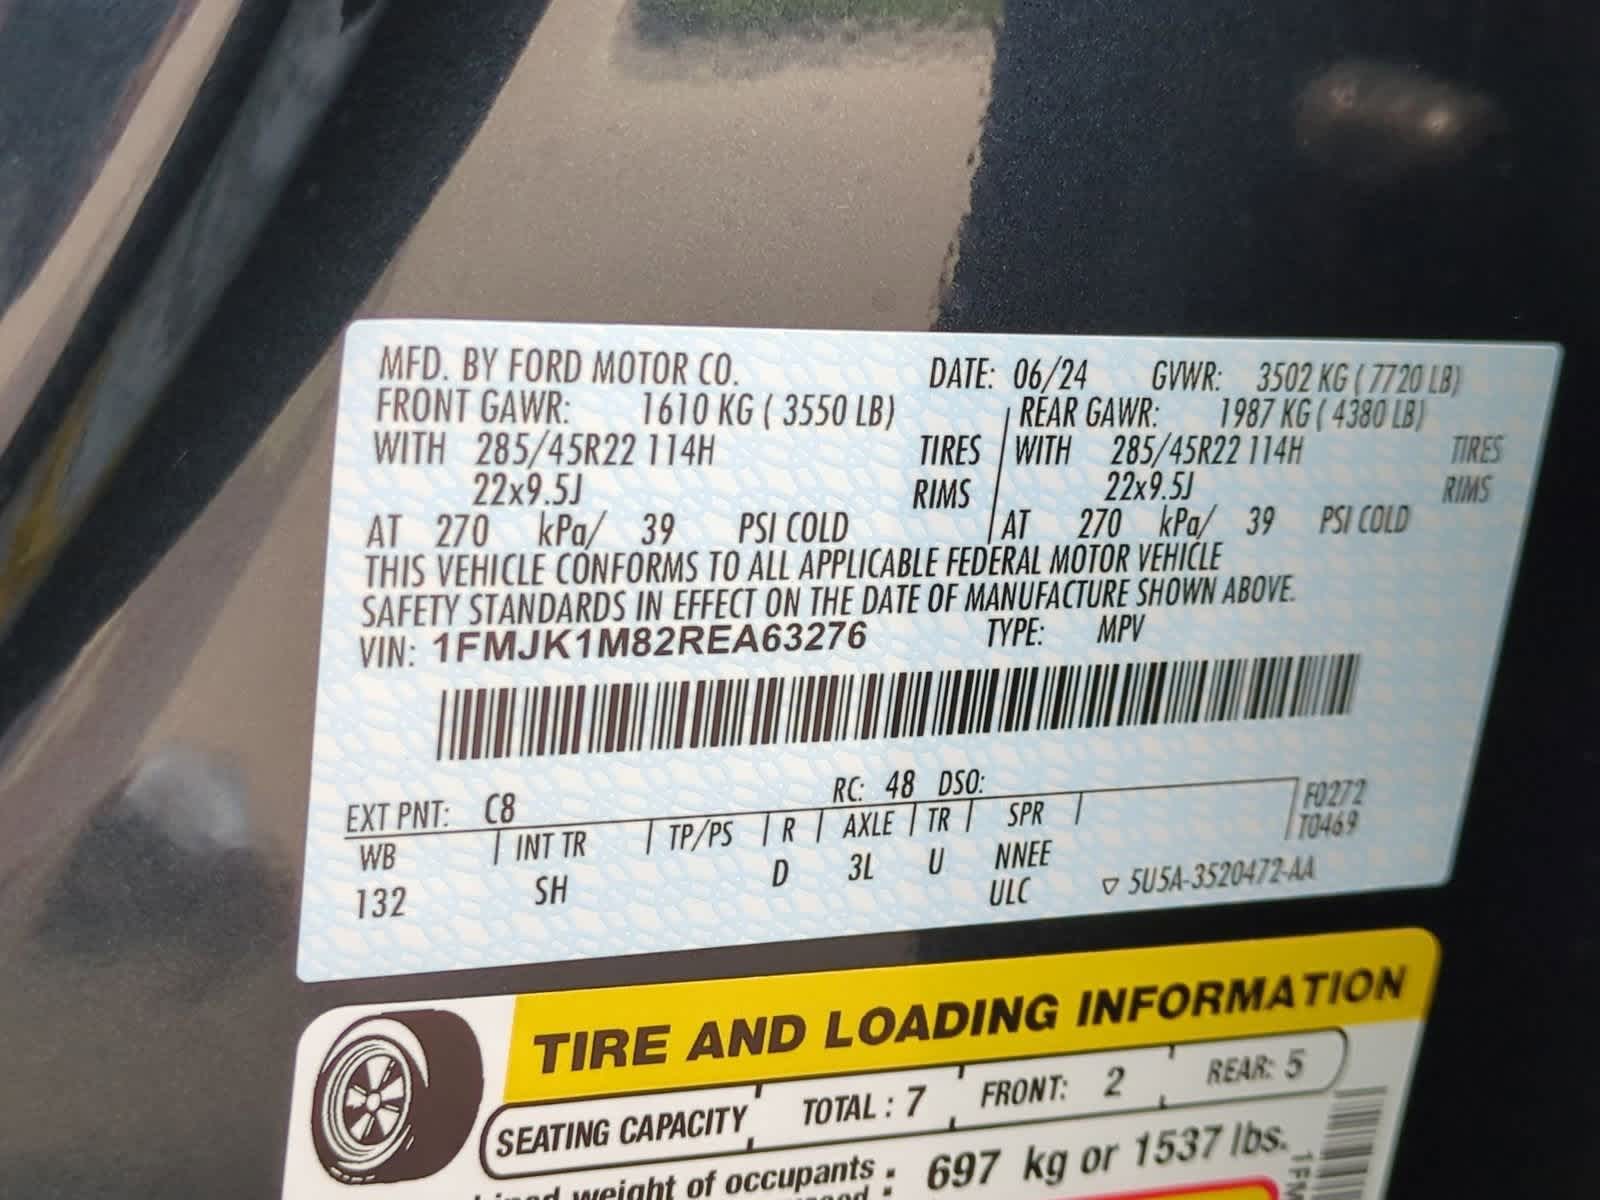 MFD. BY FORD MOTOR CO. DATE: 06/24 GVWR: 3502 KG ( 7720 LB)
FRONT GAWR: 1610 KG ( 3550 LB) REAR GAWR: 1987 KG ( 4380 LB)
WITH 285/45R22 114H TIRES WITH 285/45R22 114H TIRES
22x9.5J RIMS 22x9.5J RIMS
AT 270 kPa/ 39 PSI COLD AT 270 kPa/ 39 PSI COLD
THIS VEHICLE CONFORMS TO ALL APPLICABLE FEDERAL MOTOR VEHICLE
SAFETY STANDARDS IN EFFECT ON THE DATE OF MANUFACTURE SHOWN ABOVE.
VIN: 1FMJK1M82REA63276 TYPE: MPV
EXT PNT: C8 RC: 48 DSO: F0272
WB INT TR TP/PS R AXLE TR SPR T0469
132 SH D 3L U NNEE
ULC ▽ 5U5A-3520472-AA
TIRE AND LOADING INFORMATION
SEATING CAPACITY TOTAL : 7 FRONT: 2 REAR: 5
weight of occupants : 697 kg or 1537 lbs.
1FM